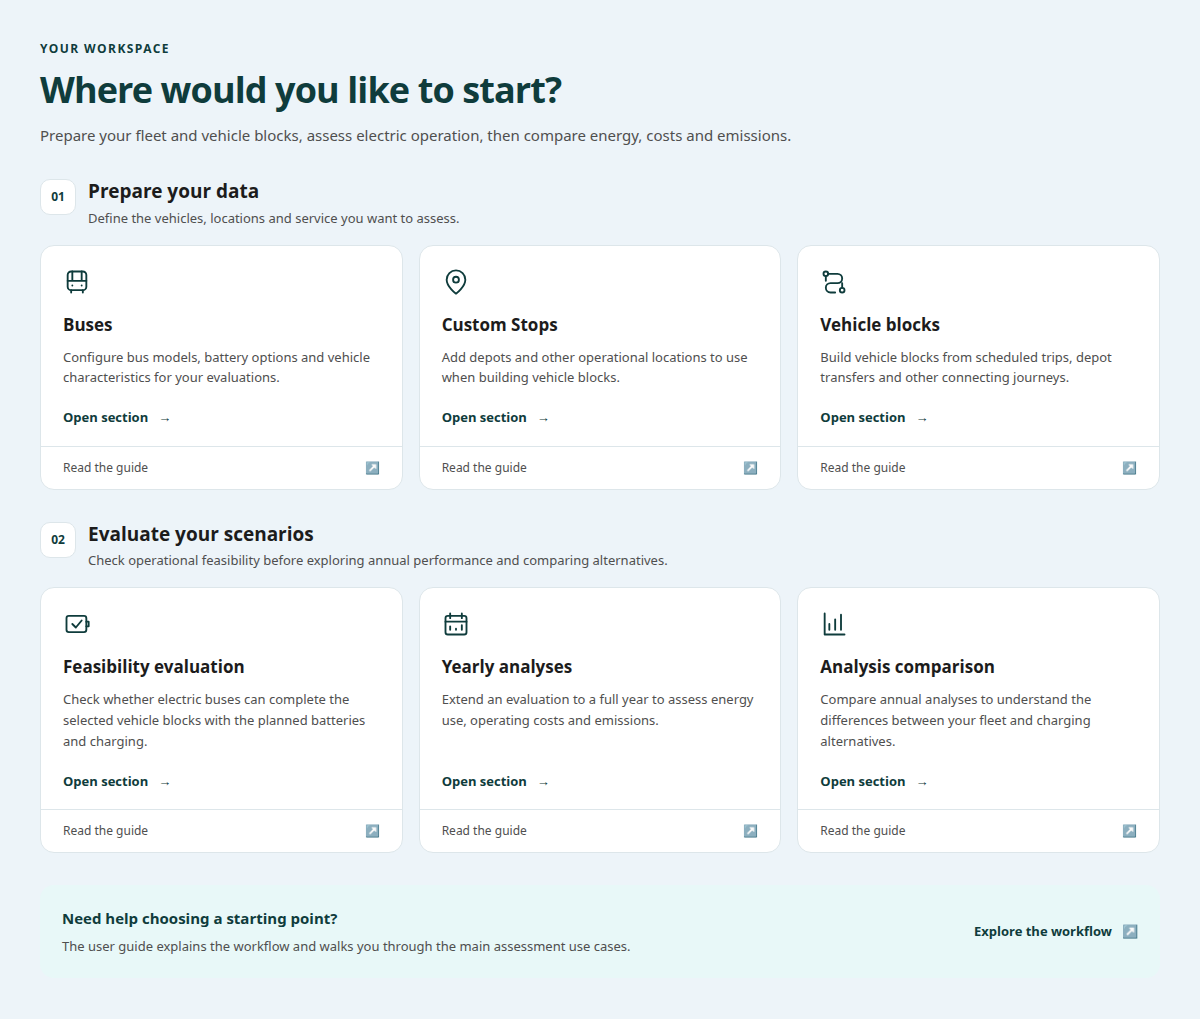 YOUR WORKSPACE
Where would you like to start?
Prepare your fleet and vehicle blocks, assess electric operation, then compare energy, costs and emissions.
01
Prepare your data
Define the vehicles, locations and service you want to assess.
Buses
Configure bus models, battery options and vehicle
characteristics for your evaluations.
Open section →
Read the guide ↗
Custom Stops
Add depots and other operational locations to use
when building vehicle blocks.
Open section →
Read the guide ↗
Vehicle blocks
Build vehicle blocks from scheduled trips, depot
transfers and other connecting journeys.
Open section →
Read the guide ↗
02
Evaluate your scenarios
Check operational feasibility before exploring annual performance and comparing alternatives.
Feasibility evaluation
Check whether electric buses can complete the
selected vehicle blocks with the planned batteries
and charging.
Open section →
Read the guide ↗
Yearly analyses
Extend an evaluation to a full year to assess energy
use, operating costs and emissions.
Open section →
Read the guide ↗
Analysis comparison
Compare annual analyses to understand the
differences between your fleet and charging
alternatives.
Open section →
Read the guide ↗
Need help choosing a starting point?
The user guide explains the workflow and walks you through the main assessment use cases.
Explore the workflow ↗